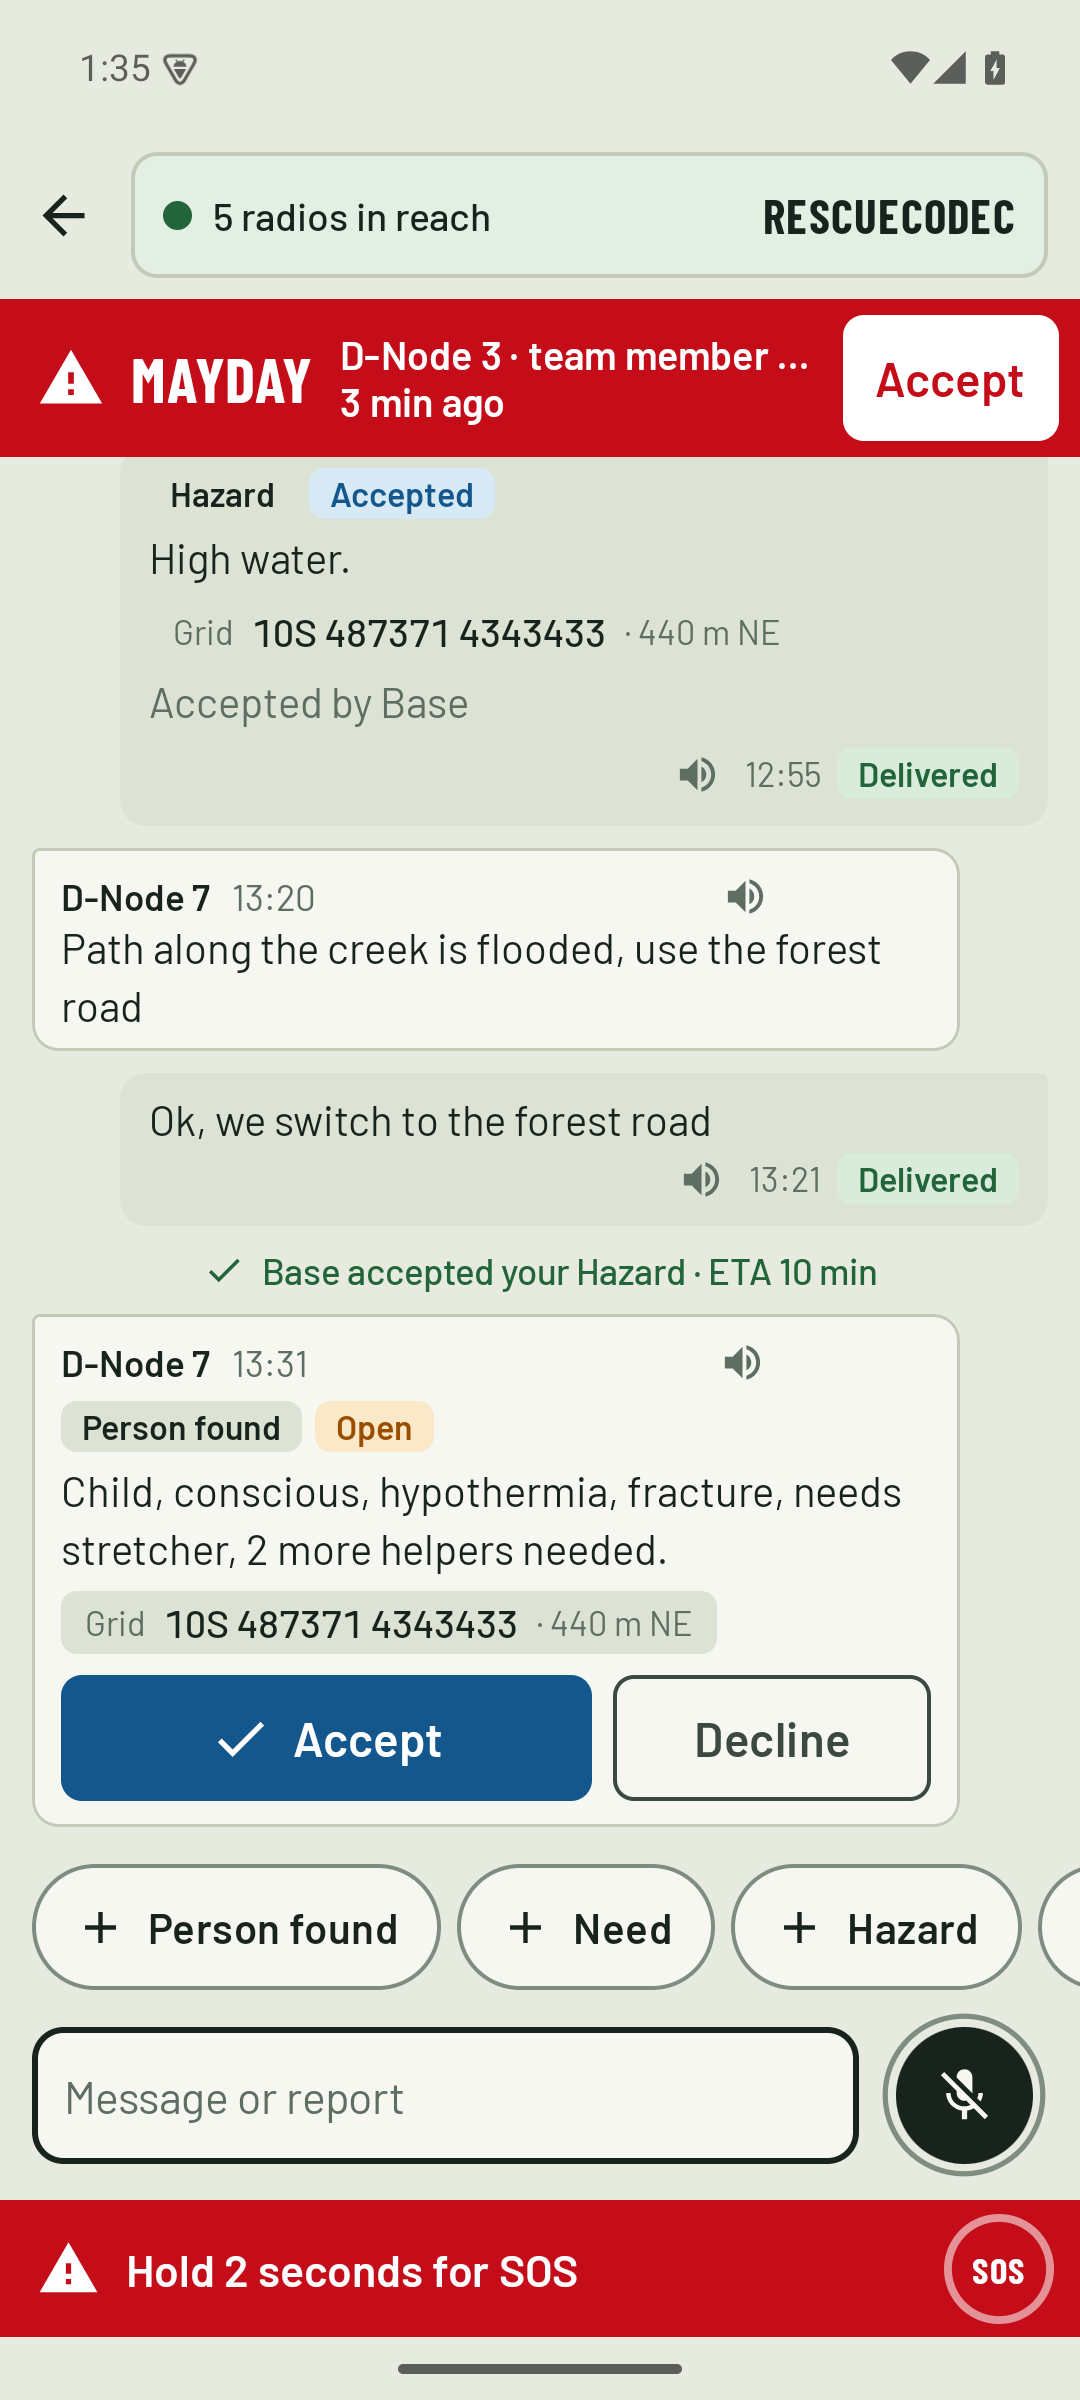 1:35
5 radios in reach
RESCUECODEC
MAYDAY
D-Node 3 · team member ...
3 min ago
Accept
Hazard
Accepted
High water.
Grid 10S 487371 4343433 · 440 m NE
Accepted by Base
12:55 Delivered
D-Node 7 13:20
Path along the creek is flooded, use the forest
road
Ok, we switch to the forest road
13:21 Delivered
Base accepted your Hazard · ETA 10 min
D-Node 7 13:31
Person found
Open
Child, conscious, hypothermia, fracture, needs
stretcher, 2 more helpers needed.
Grid 10S 487371 4343433 · 440 m NE
Accept
Decline
+ Person found
+ Need
+ Hazard
Message or report
Hold 2 seconds for SOS
SOS